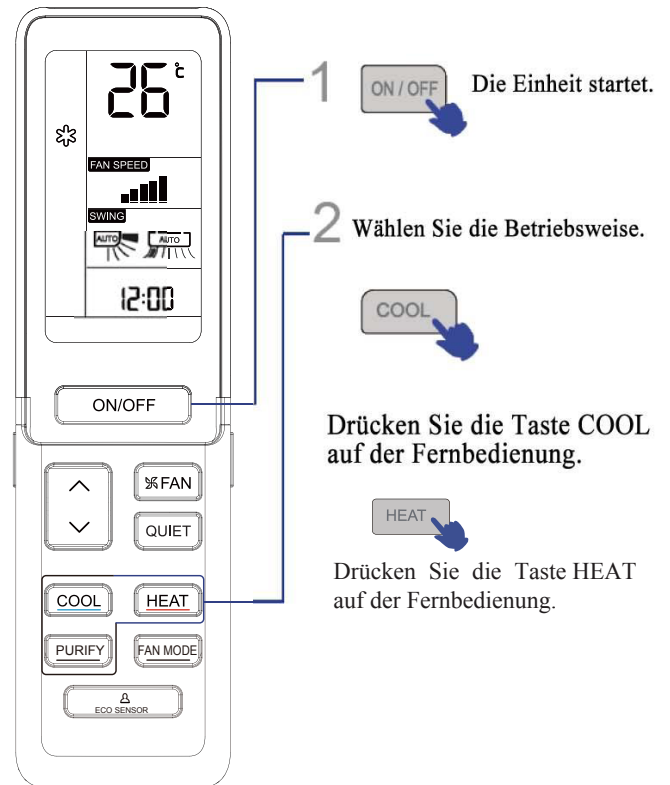 26 °c
FAN SPEED
SWING
AUTO AUTO
12:00
ON/OFF
FAN
QUIET
COOL HEAT
PURIFY FAN MODE
ECO SENSOR
1 ON / OFF Die Einheit startet.
2 Wählen Sie die Betriebsweise.
COOL
Drücken Sie die Taste COOL
auf der Fernbedienung.
HEAT
Drücken Sie die Taste HEAT
auf der Fernbedienung.